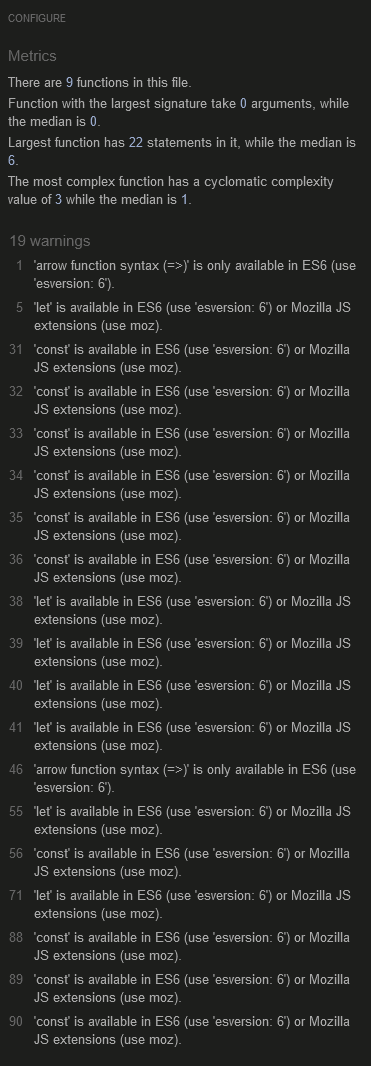 CONFIGURE
Metrics
There are 9 functions in this file.
Function with the largest signature take 0 arguments, while
the median is 0.
Largest function has 22 statements in it, while the median is
6.
The most complex function has a cyclomatic complexity
value of 3 while the median is 1.
19 warnings
1 'arrow function syntax (=>)' is only available in ES6 (use
'esversion: 6').
5 'let' is available in ES6 (use 'esversion: 6') or Mozilla JS
extensions (use moz).
31 'const' is available in ES6 (use 'esversion: 6') or Mozilla
JS extensions (use moz).
32 'const' is available in ES6 (use 'esversion: 6') or Mozilla
JS extensions (use moz).
33 'const' is available in ES6 (use 'esversion: 6') or Mozilla
JS extensions (use moz).
34 'const' is available in ES6 (use 'esversion: 6') or Mozilla
JS extensions (use moz).
35 'const' is available in ES6 (use 'esversion: 6') or Mozilla
JS extensions (use moz).
36 'const' is available in ES6 (use 'esversion: 6') or Mozilla
JS extensions (use moz).
38 'let' is available in ES6 (use 'esversion: 6') or Mozilla JS
extensions (use moz).
39 'let' is available in ES6 (use 'esversion: 6') or Mozilla JS
extensions (use moz).
40 'let' is available in ES6 (use 'esversion: 6') or Mozilla JS
extensions (use moz).
41 'let' is available in ES6 (use 'esversion: 6') or Mozilla JS
extensions (use moz).
46 'arrow function syntax (=>)' is only available in ES6 (use
'esversion: 6').
55 'let' is available in ES6 (use 'esversion: 6') or Mozilla JS
extensions (use moz).
56 'const' is available in ES6 (use 'esversion: 6') or Mozilla
JS extensions (use moz).
71 'let' is available in ES6 (use 'esversion: 6') or Mozilla JS
extensions (use moz).
88 'const' is available in ES6 (use 'esversion: 6') or Mozilla
JS extensions (use moz).
89 'const' is available in ES6 (use 'esversion: 6') or Mozilla
JS extensions (use moz).
90 'const' is available in ES6 (use 'esversion: 6') or Mozilla
JS extensions (use moz).